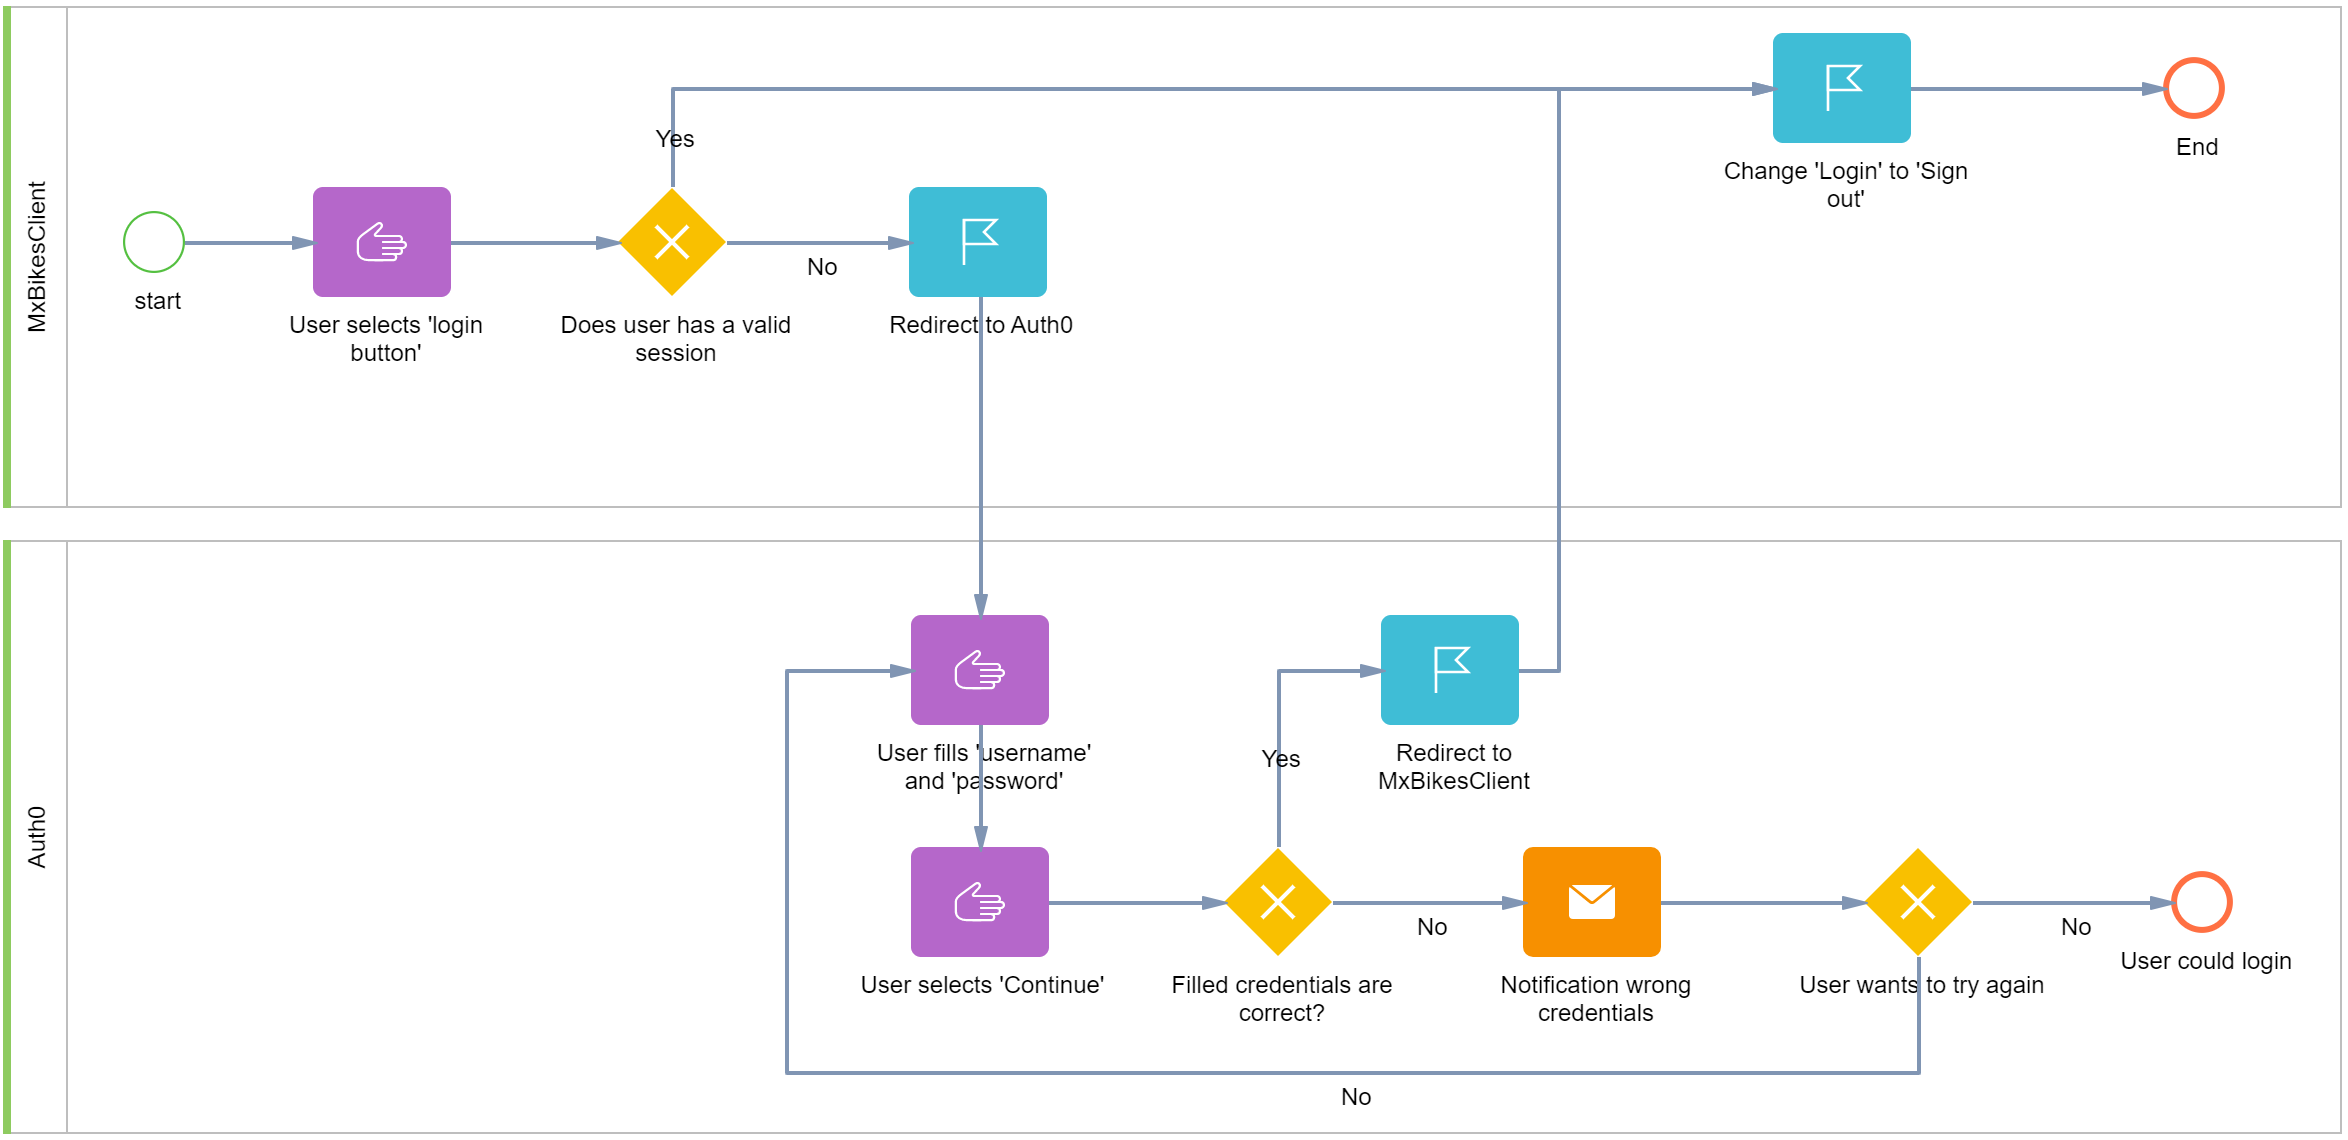 MxBikesClient
Yes
End
Change 'Login' to 'Sign
out'
No
start
User selects 'login
button'
Does user has a valid
session
Redirect to Auth0
Auth0
User fills 'username'
and 'password'
Yes
Redirect to
MxBikesClient
No
No
User could login
User selects 'Continue'
Filled credentials are
correct?
Notification wrong
credentials
User wants to try again
No